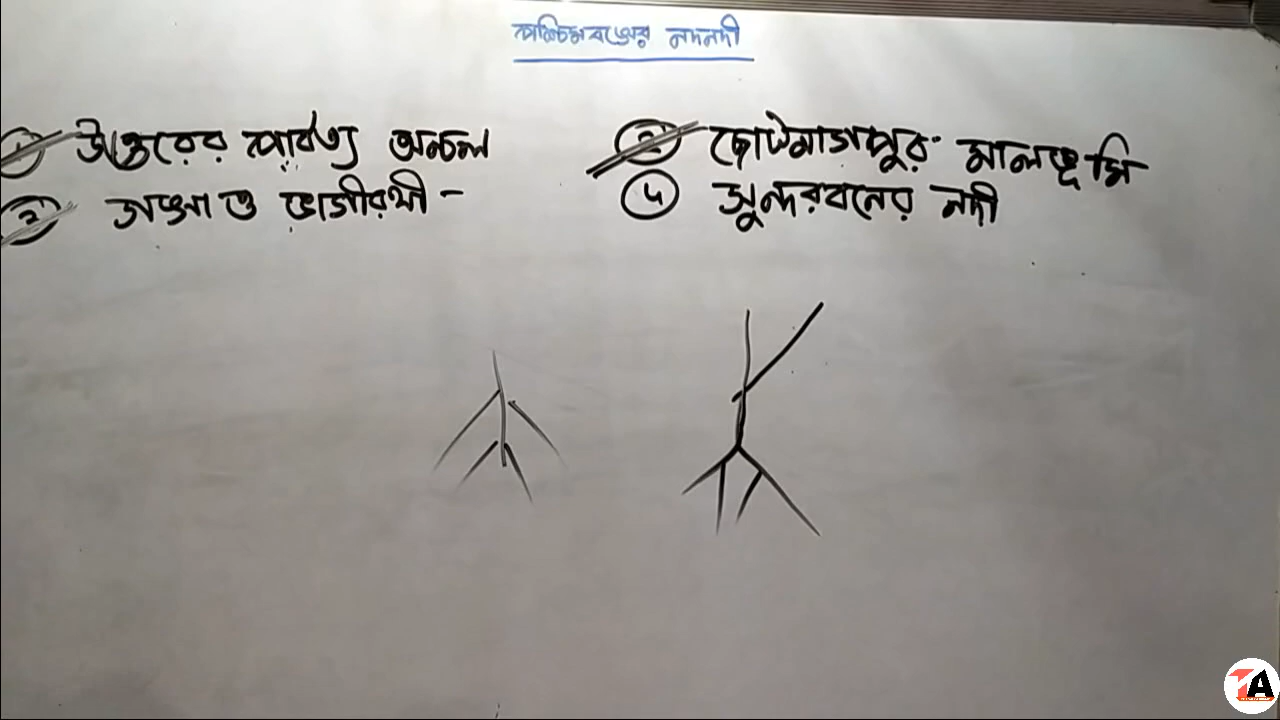 পশ্চিমবঙ্গের নদনদী
১ উত্তরের পার্বত্য অঞ্চল
২ গঙ্গা ও ভাগীরথী -
৩ ছোটনাগপুর মালভূমি
৪ সুন্দরবনের নদী